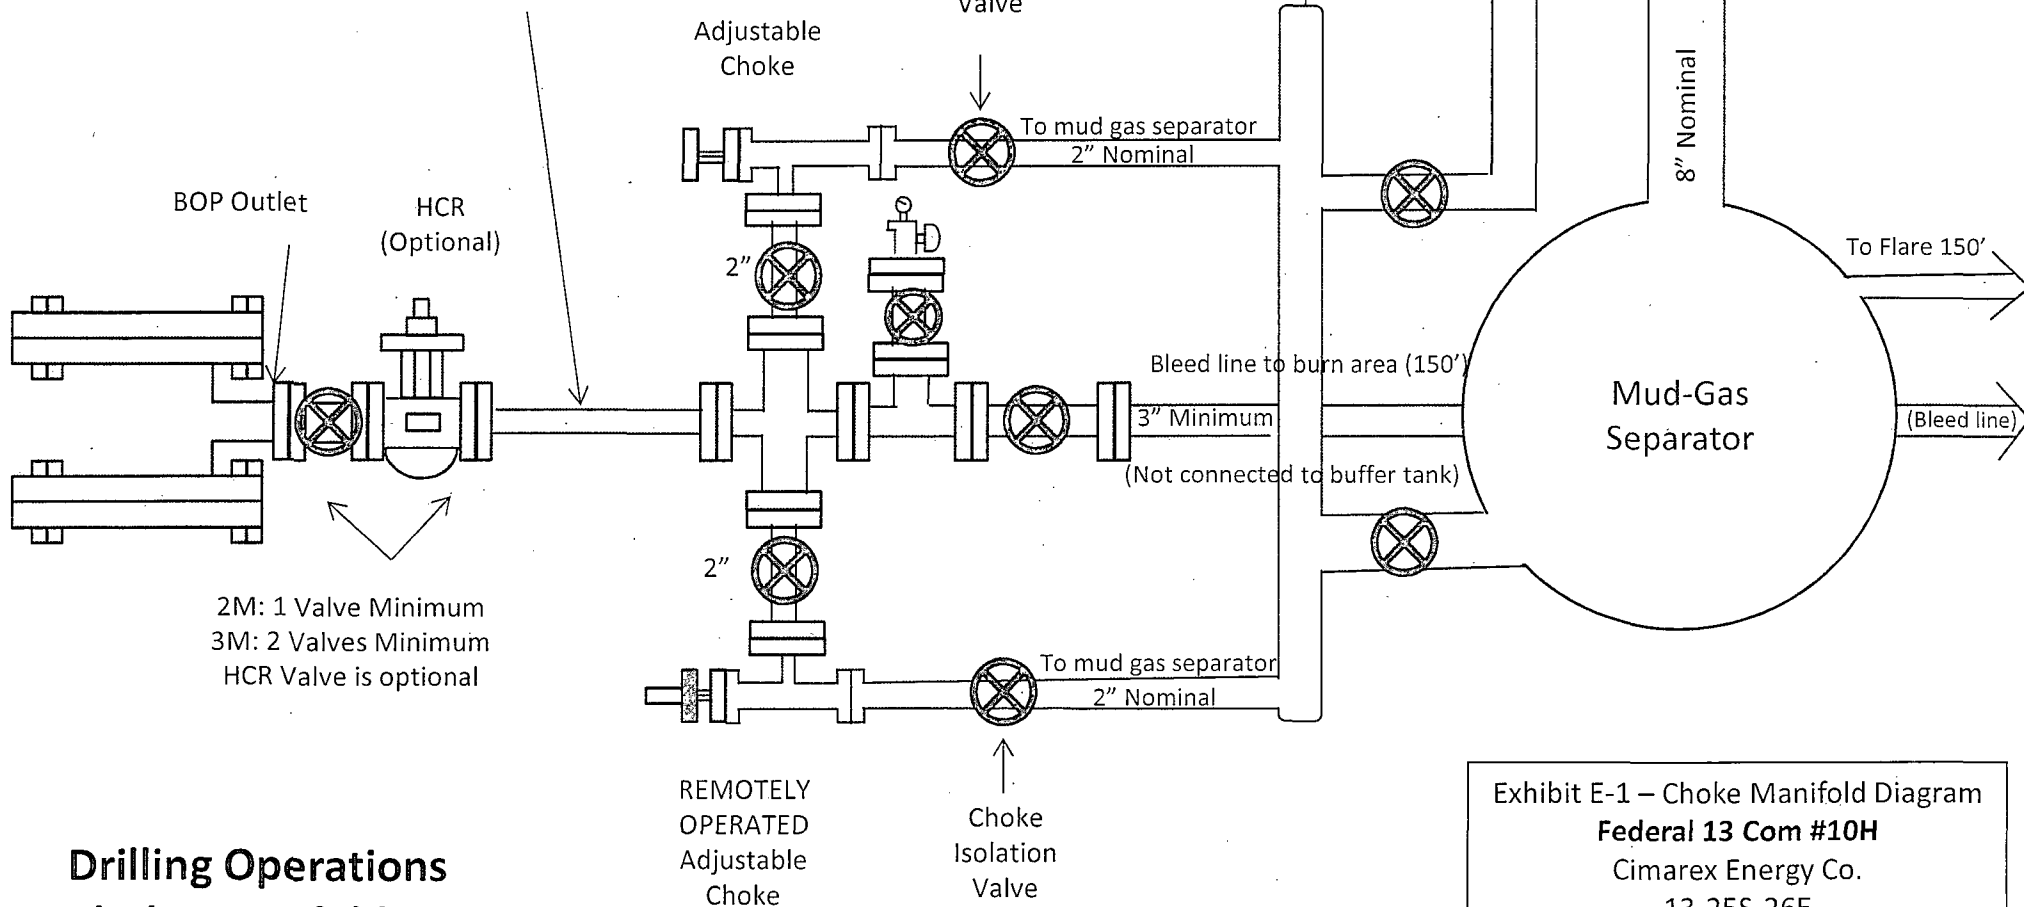 Valve
Adjustable
Choke
8” Nominal
To mud gas separator
2” Nominal
BOP Outlet
HCR
(Optional)
2”
To Flare 150’
Bleed line to burn area (150’)
3” Minimum
(Not connected to buffer tank)
Mud-Gas
Separator
(Bleed line)
2”
2M: 1 Valve Minimum
3M: 2 Valves Minimum
HCR Valve is optional
To mud gas separator
2” Nominal
REMOTELY
OPERATED
Adjustable
Choke
Choke
Isolation
Valve
Drilling Operations
Exhibit E-1 – Choke Manifold Diagram
Federal 13 Com #10H
Cimarex Energy Co.